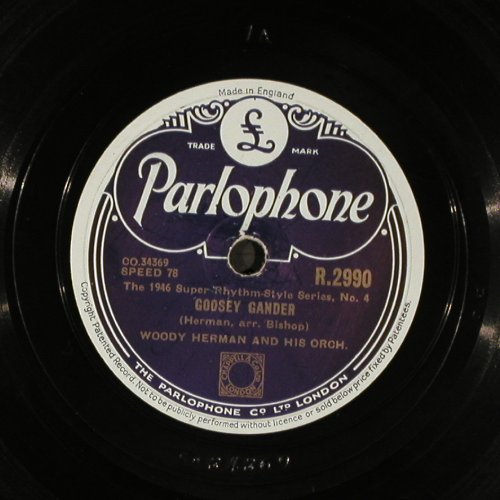 Made in England
£
TRADE MARK
Parlophone
CO.34369
SPEED 78
R.2990
The 1946 Super Rhythm-Style Series, No. 4
GOOSEY GANDER
(Herman, arr. Bishop)
WOODY HERMAN AND HIS ORCH.
Copyright. Patented Record. Not to be publicly performed without licence or sold below price fixed by Patentees.
THE PARLOPHONE CO LTD LONDON